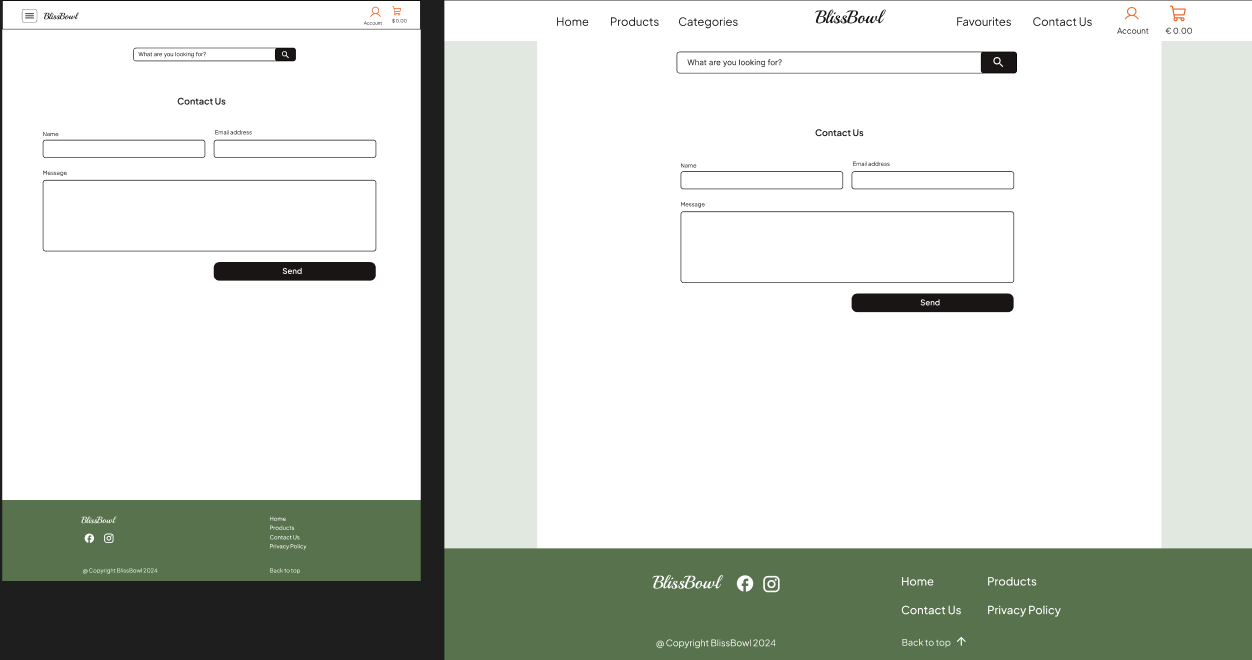 BlissBowl
Account
€ 0.00
What are you looking for?
Contact Us
Name
Email address
Message
Send
BlissBowl
Home
Products
Contact Us
Privacy Policy
@ Copyright BlissBowl 2024
Back to top
Home Products Categories BlissBowl Favourites Contact Us
Account € 0.00
What are you looking for?
Contact Us
Name
Email address
Message
Send
BlissBowl
Home Products
Contact Us Privacy Policy
@ Copyright BlissBowl 2024
Back to top